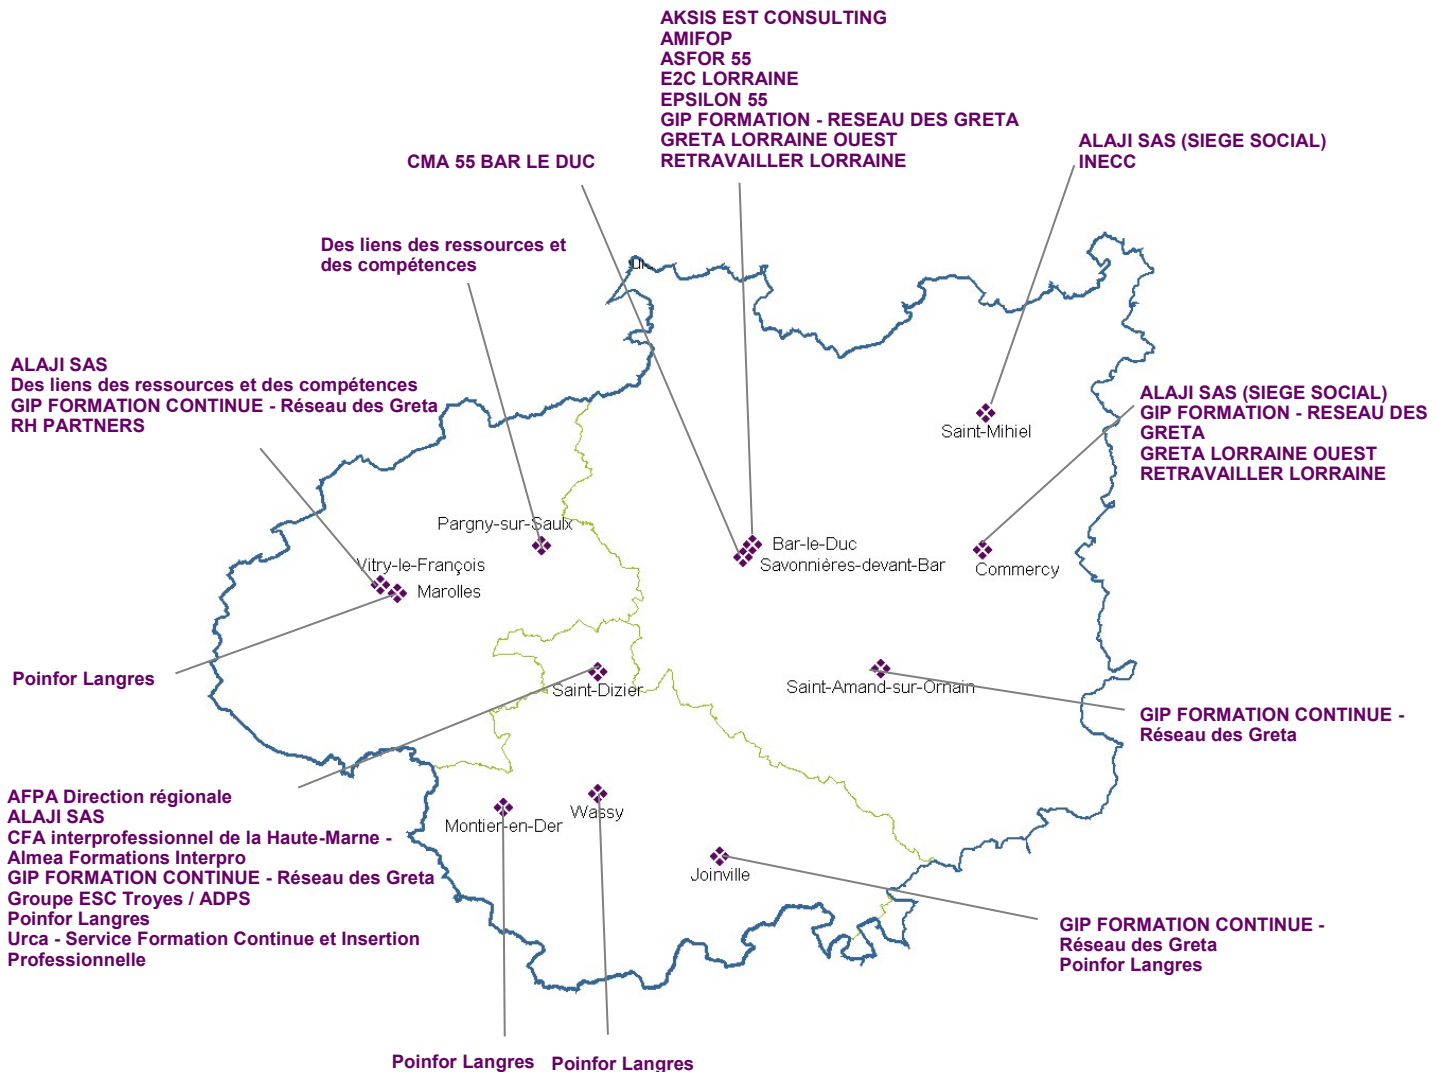 AKSIS EST CONSULTING
AMIFOP
ASFOR 55
E2C LORRAINE
EPSILON 55
GIP FORMATION - RESEAU DES GRETA
GRETA LORRAINE OUEST
RETRAVAILLER LORRAINE
ALAJI SAS (SIEGE SOCIAL)
INECC
CMA 55 BAR LE DUC
Des liens des ressources et
des compétences
ALAJI SAS
Des liens des ressources et des compétences
GIP FORMATION CONTINUE - Réseau des Greta
RH PARTNERS
ALAJI SAS (SIEGE SOCIAL)
GIP FORMATION - RESEAU DES
GRETA
GRETA LORRAINE OUEST
RETRAVAILLER LORRAINE
Saint-Mihiel
Pargny-sur-Saulx
Bar-le-Duc
Savonnières-devant-Bar
Commercy
Vitry-le-François
Marolles
Poinfor Langres
Saint-Dizier
Saint-Amand-sur-Ornain
GIP FORMATION CONTINUE -
Réseau des Greta
AFPA Direction régionale
ALAJI SAS
CFA interprofessionnel de la Haute-Marne -
Almea Formations Interpro
GIP FORMATION CONTINUE - Réseau des Greta
Groupe ESC Troyes / ADPS
Poinfor Langres
Urca - Service Formation Continue et Insertion
Professionnelle
Montier-en-Der
Wassy
Joinville
GIP FORMATION CONTINUE -
Réseau des Greta
Poinfor Langres
Poinfor Langres
Poinfor Langres